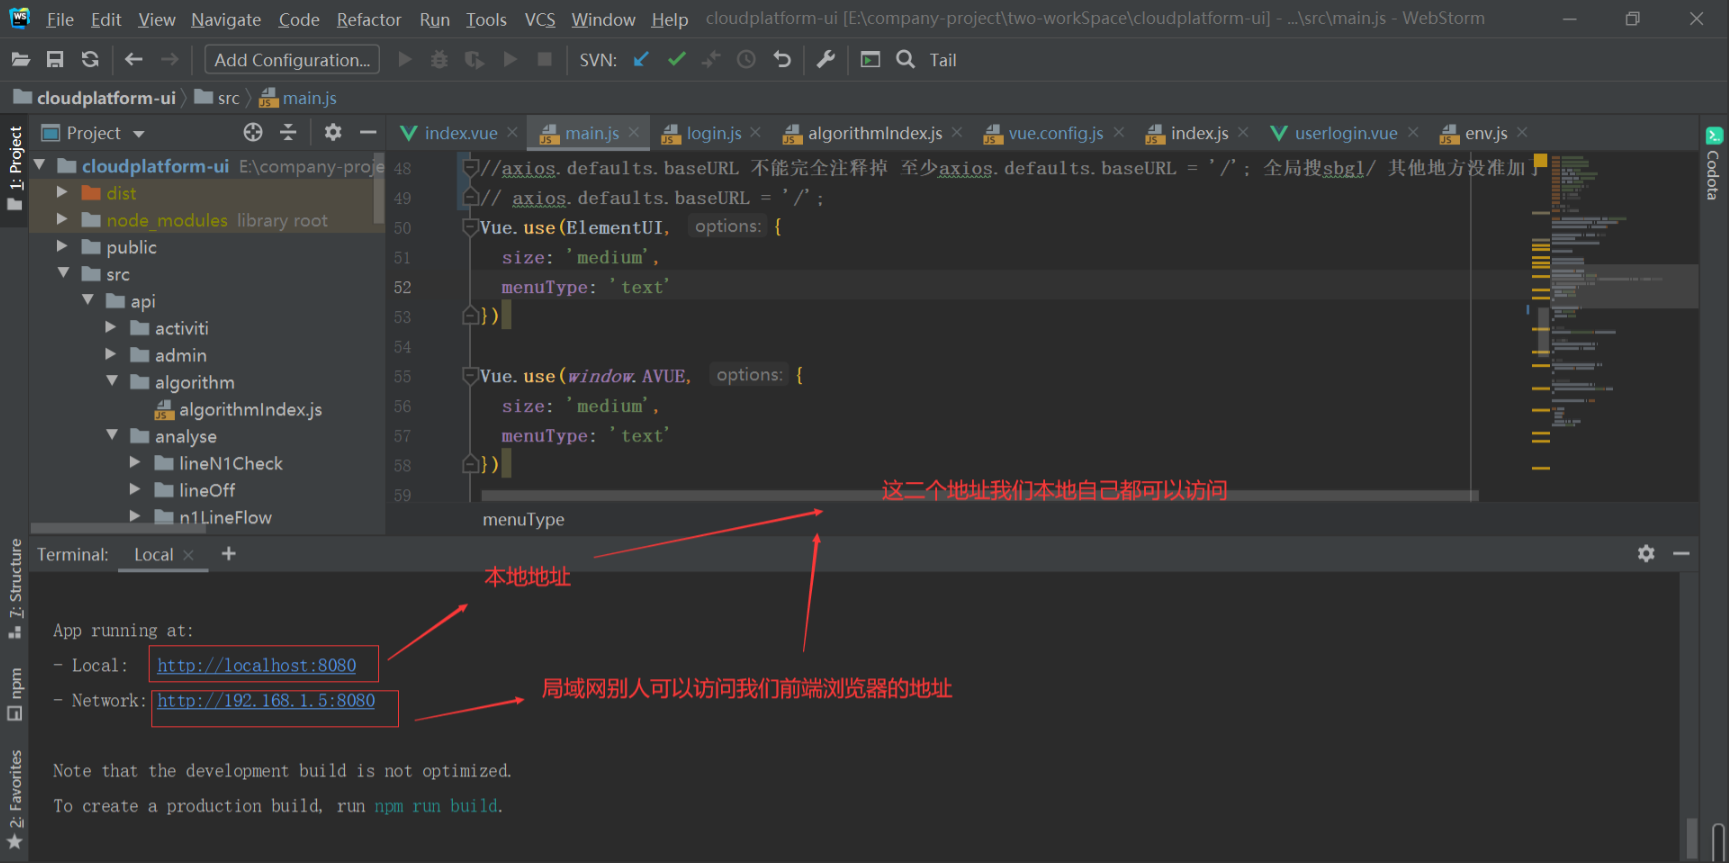 WS File Edit View Navigate Code Refactor Run Tools VCS Window Help cloudplatform-ui [E:\company-project\two-workSpace\cloudplatform-ui] - ...\src\main.js - WebStorm
Add Configuration... SVN: Tail
cloudplatform-ui src main.js
1: Project
Project
index.vue main.js login.js algorithmIndex.js vue.config.js index.js userlogin.vue env.js
cloudplatform-ui E:\company-proje
dist
node_modules library root
public
src
api
activiti
admin
algorithm
algorithmIndex.js
analyse
lineN1Check
lineOff
n1LineFlow
48 //axios.defaults.baseURL 不能完全注释掉 至少axios.defaults.baseURL = '/'; 全局搜sbgl/ 其他地方没准加了
49 // axios.defaults.baseURL = '/';
50 Vue.use(ElementUI, options: {
51 size: 'medium',
52 menuType: 'text'
53 })
54
55 Vue.use(window.AVUE, options: {
56 size: 'medium',
57 menuType: 'text'
58 })
59
menuType
Codota
这二个地址我们本地自己都可以访问
Terminal: Local +
本地地址
App running at:
- Local: http://localhost:8080
- Network: http://192.168.1.5:8080
局域网别人可以访问我们前端浏览器的地址
Note that the development build is not optimized.
To create a production build, run npm run build.
7: Structure
npm
2: Favorites